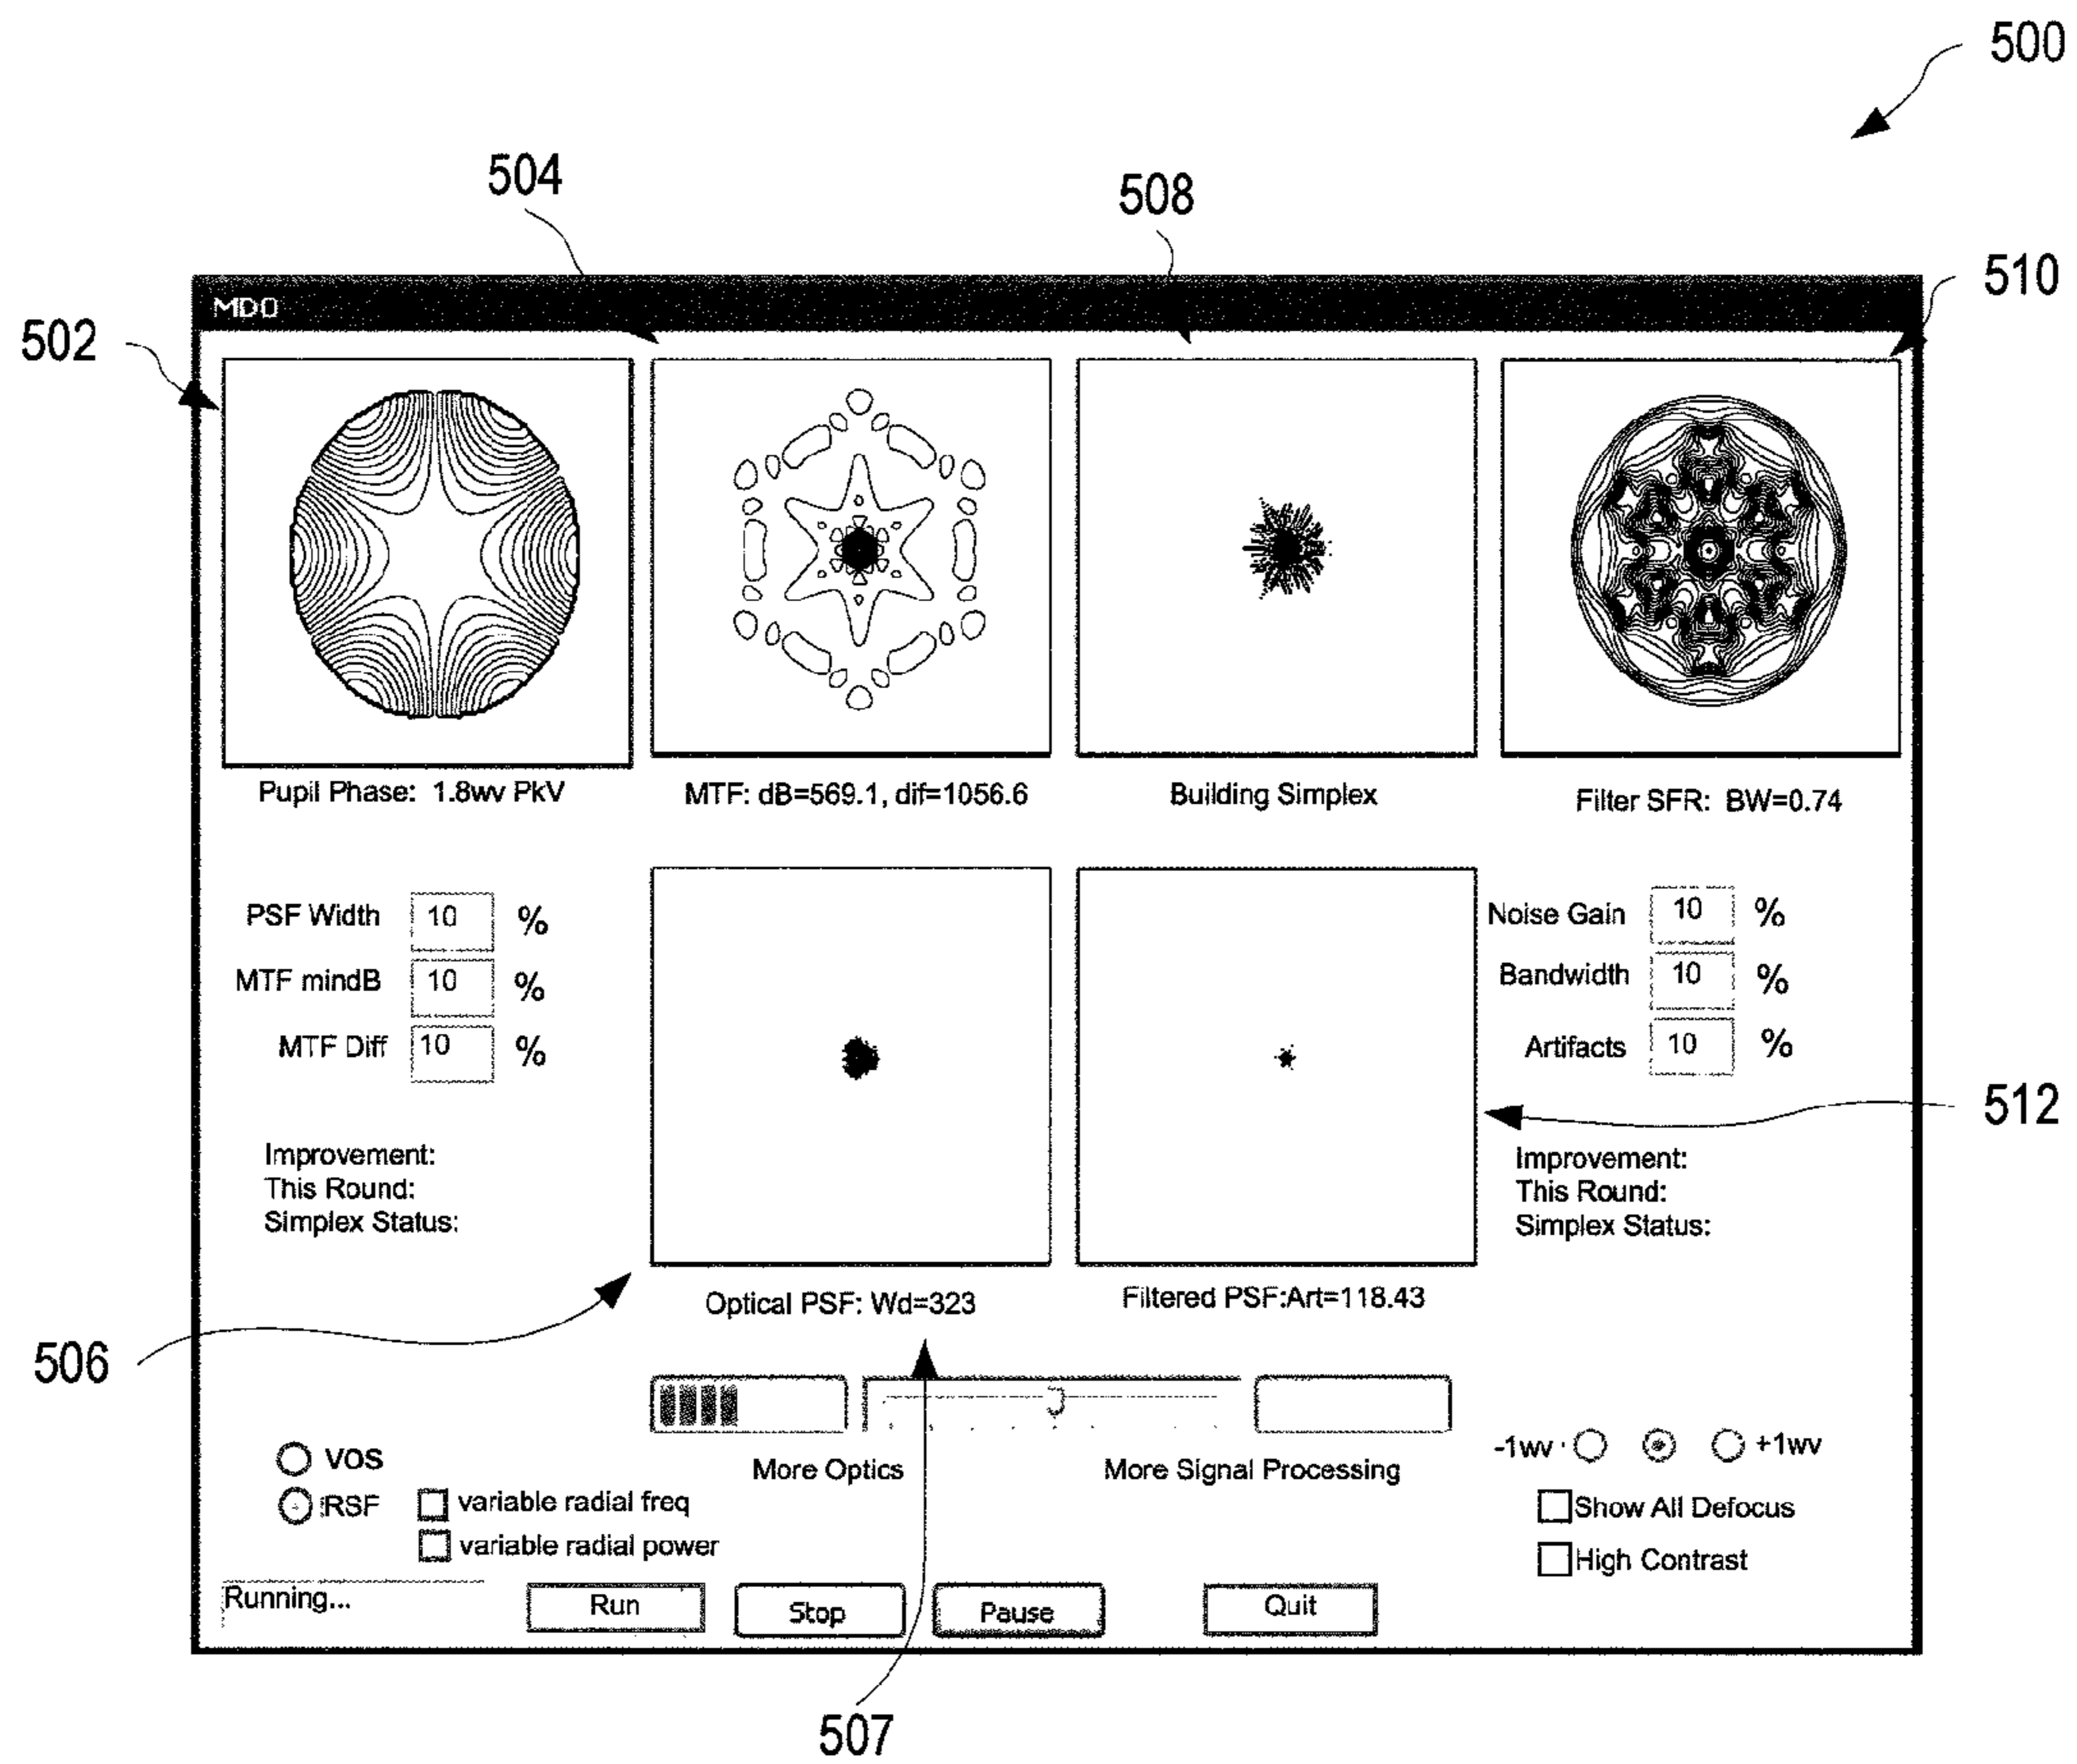 500
504
508
510
MDO
502
Pupil Phase: 1.8wv PkV
MTF: dB=569.1, dif=1056.6
Building Simplex
Filter SFR: BW=0.74
PSF Width 10 %
MTF mindB 10 %
MTF Diff 10 %
Noise Gain 10 %
Bandwidth 10 %
Artifacts 10 %
512
Improvement:
This Round:
Simplex Status:
Improvement:
This Round:
Simplex Status:
Optical PSF: Wd=323
Filtered PSF:Art=118.43
506
More Optics
More Signal Processing
-1wv
+1wv
VOS
RSF
variable radial freq
variable radial power
Show All Defocus
High Contrast
Running...
Run
Stop
Pause
Quit
507